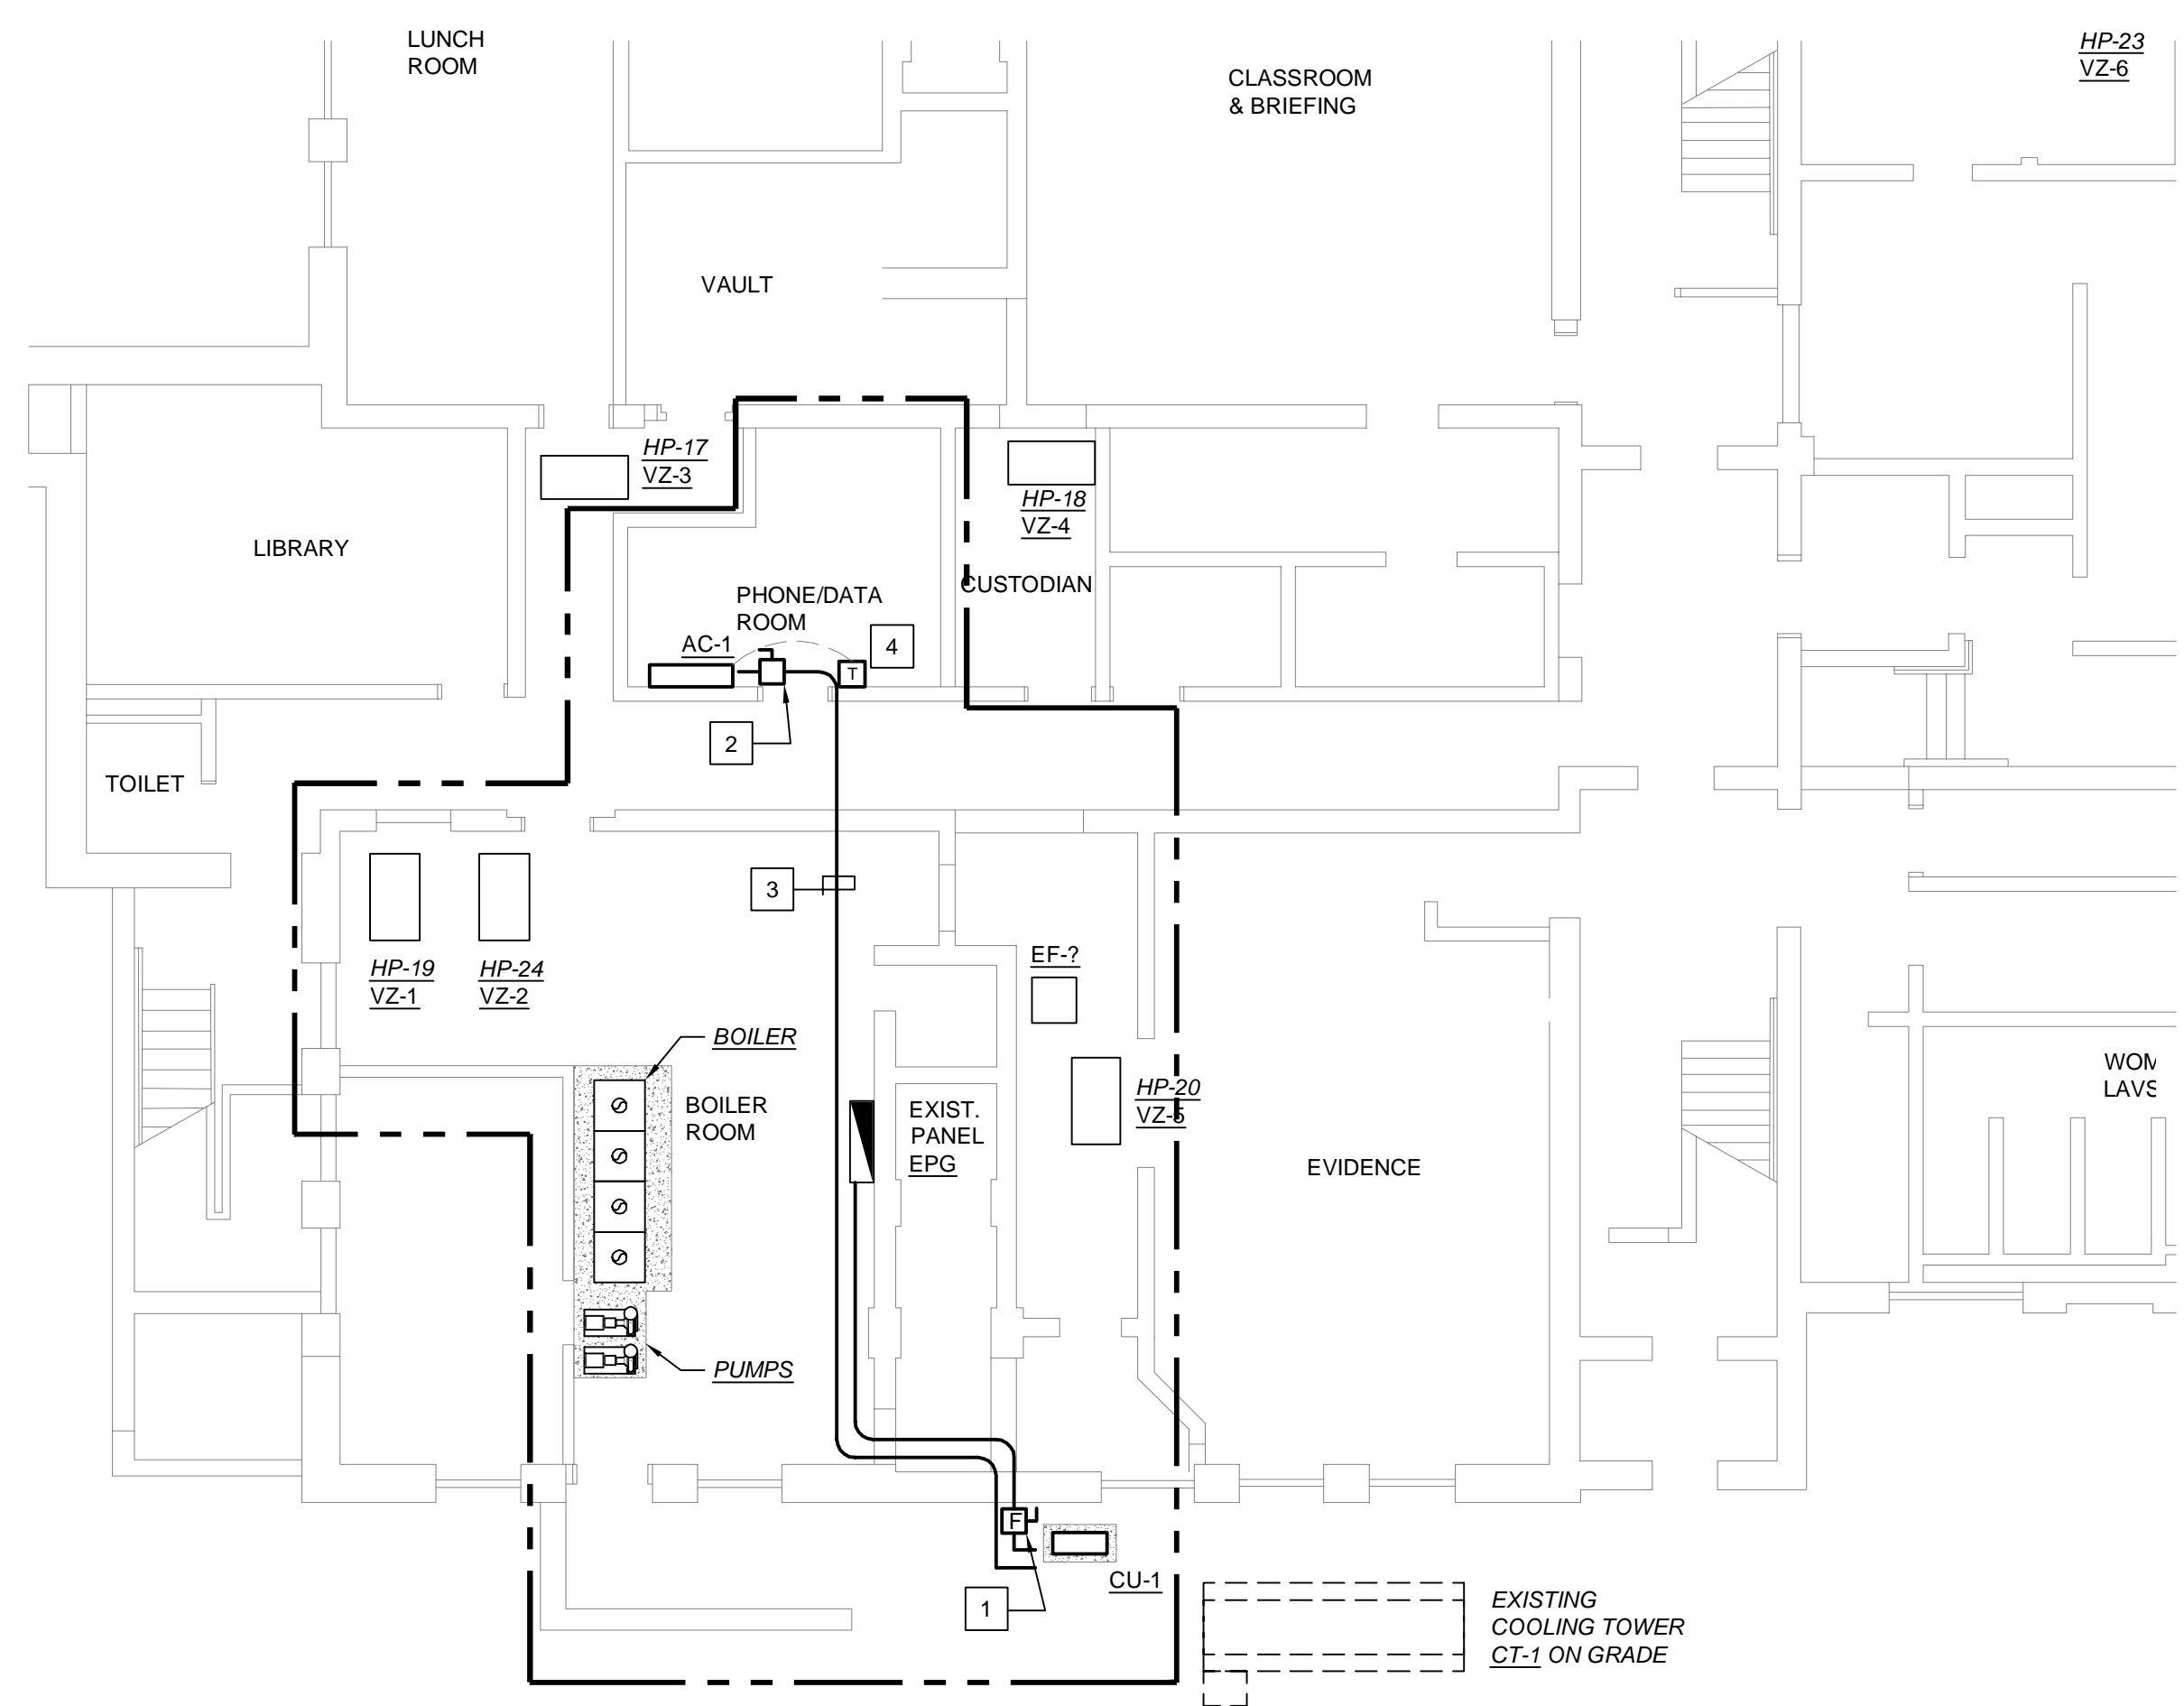 LUNCH
ROOM
CLASSROOM
& BRIEFING
HP-23
VZ-6
VAULT
HP-17
VZ-3
HP-18
VZ-4
LIBRARY
CUSTODIAN
PHONE/DATA
ROOM
AC-1
4
T
2
TOILET
3
HP-19
VZ-1
HP-24
VZ-2
EF-?
BOILER
BOILER
ROOM
EXIST.
PANEL
EPG
HP-20
VZ-5
EVIDENCE
WOM
LAVS
PUMPS
F
CU-1
1
EXISTING
COOLING TOWER
CT-1 ON GRADE